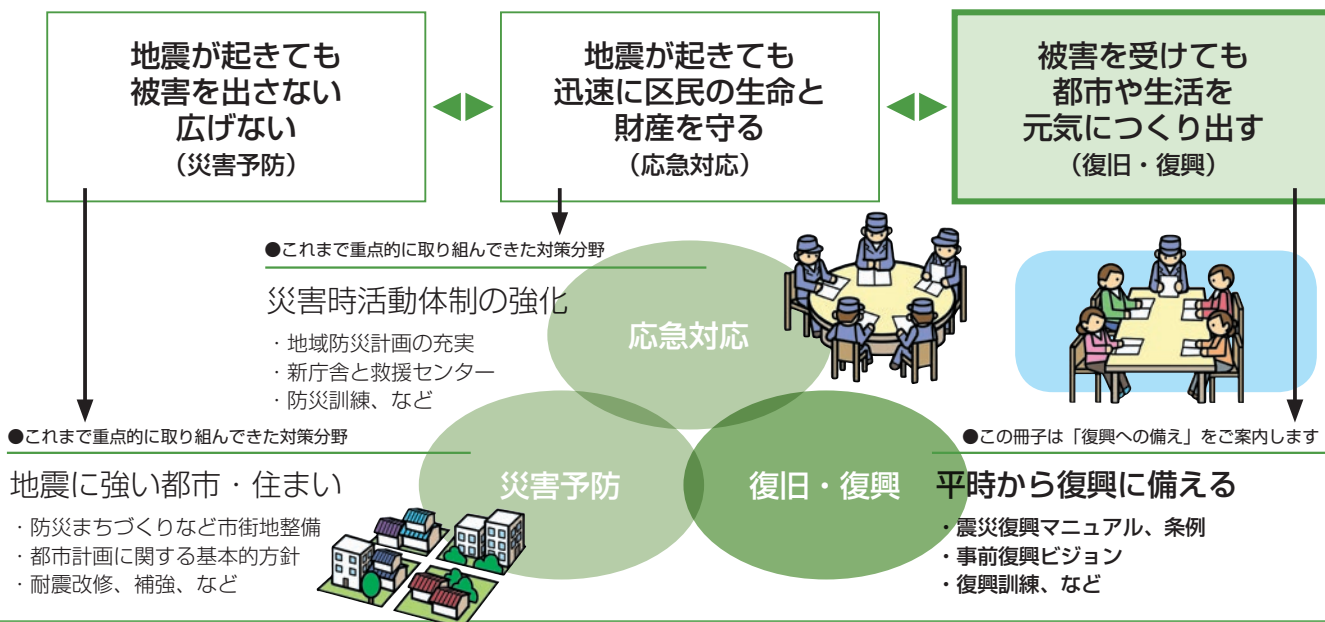 地震が起きても
被害を出さない
広げない
(災害予防)
地震が起きても
迅速に区民の生命と
財産を守る
(応急対応)
被害を受けても
都市や生活を
元気につくり出す
(復旧・復興)
●これまで重点的に取り組んできた対策分野
災害時活動体制の強化
・地域防災計画の充実
・新庁舎と救援センター
・防災訓練、など
応急対応
●これまで重点的に取り組んできた対策分野
地震に強い都市・住まい
・防災まちづくりなど市街地整備
・都市計画に関する基本的方針
・耐震改修、補強、など
災害予防
復旧・復興
●この冊子は「復興への備え」をご案内します
平時から復興に備える
・震災復興マニュアル、条例
・事前復興ビジョン
・復興訓練、など